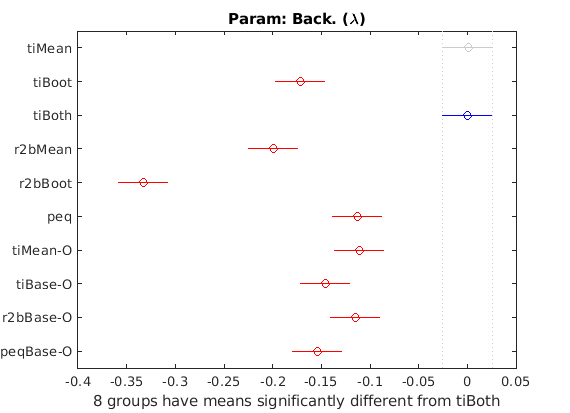 Param: Back. (λ)
tiMean
tiBoot
tiBoth
r2bMean
r2bBoot
peq
tiMean-O
tiBase-O
r2bBase-O
peqBase-O
-0.4 -0.35 -0.3 -0.25 -0.2 -0.15 -0.1 -0.05 0 0.05
8 groups have means significantly different from tiBoth